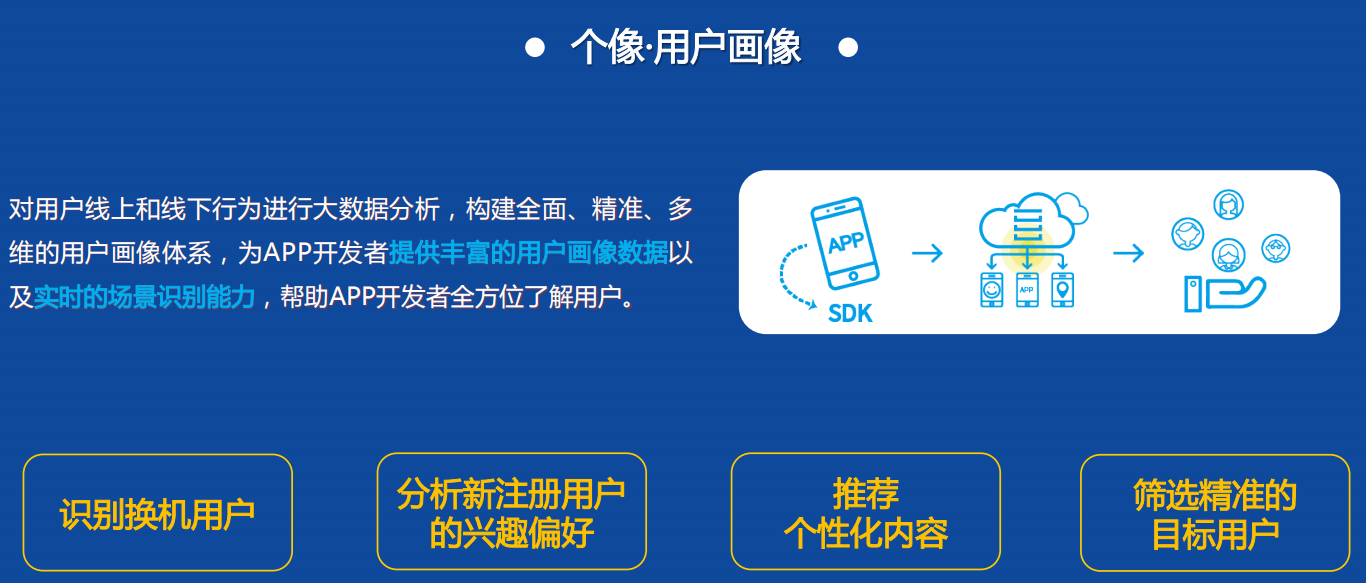 个像·用户画像
对用户线上和线下行为进行大数据分析，构建全面、精准、多
维的用户画像体系，为APP开发者提供丰富的用户画像数据以
及实时的场景识别能力，帮助APP开发者全方位了解用户。
APP
SDK
APP
识别换机用户
分析新注册用户
的兴趣偏好
推荐
个性化内容
筛选精准的
目标用户